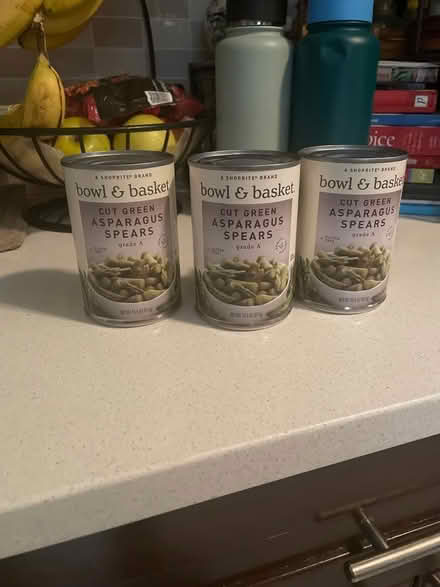 A SHOPRITE® BRAND
bowl & basket
CUT GREEN
ASPARAGUS
SPEARS
grade A
A SHOPRITE® BRAND
bowl & basket.
CUT GREEN
ASPARAGUS
SPEARS
grade A
A SHOPRITE® BRAND
bowl & basket
CUT GREEN
ASPARAGUS
SPEARS
grade A